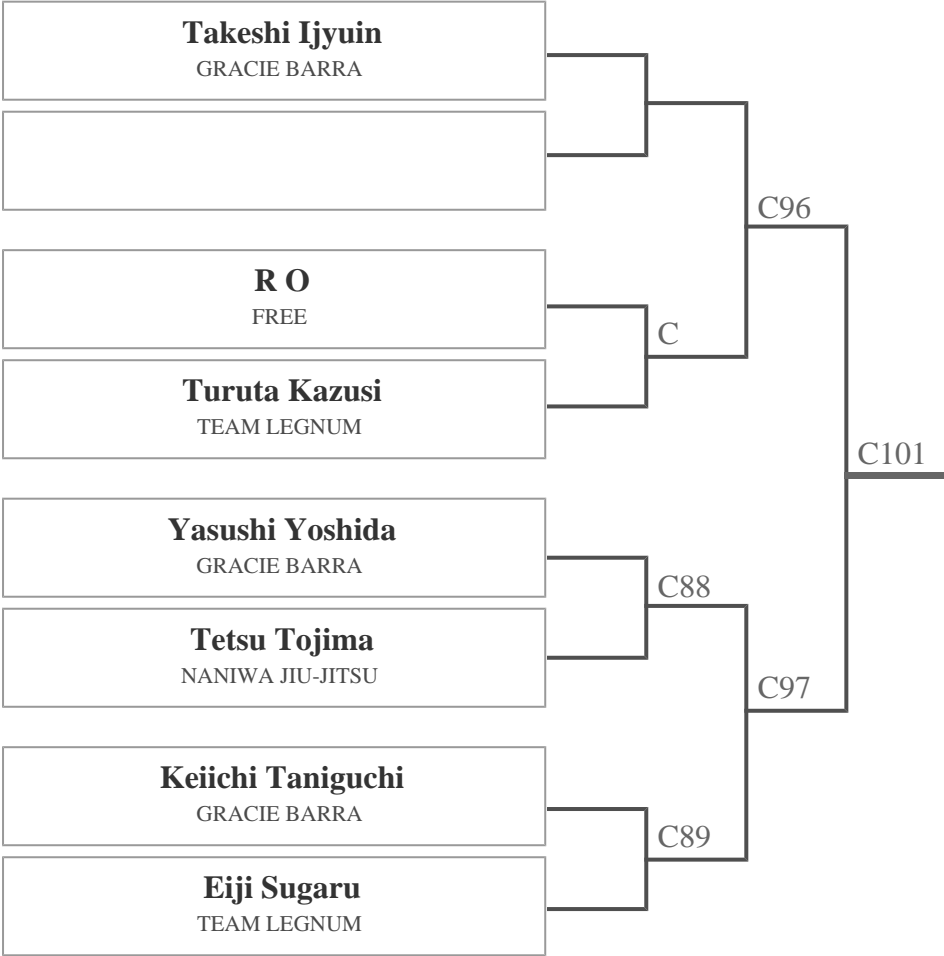 Takeshi Ijyuin
GRACIE BARRA
C96
R O
FREE
C
Turuta Kazusi
TEAM LEGNUM
C101
Yasushi Yoshida
GRACIE BARRA
C88
Tetsu Tojima
NANIWA JIU-JITSU
C97
Keiichi Taniguchi
GRACIE BARRA
C89
Eiji Sugaru
TEAM LEGNUM